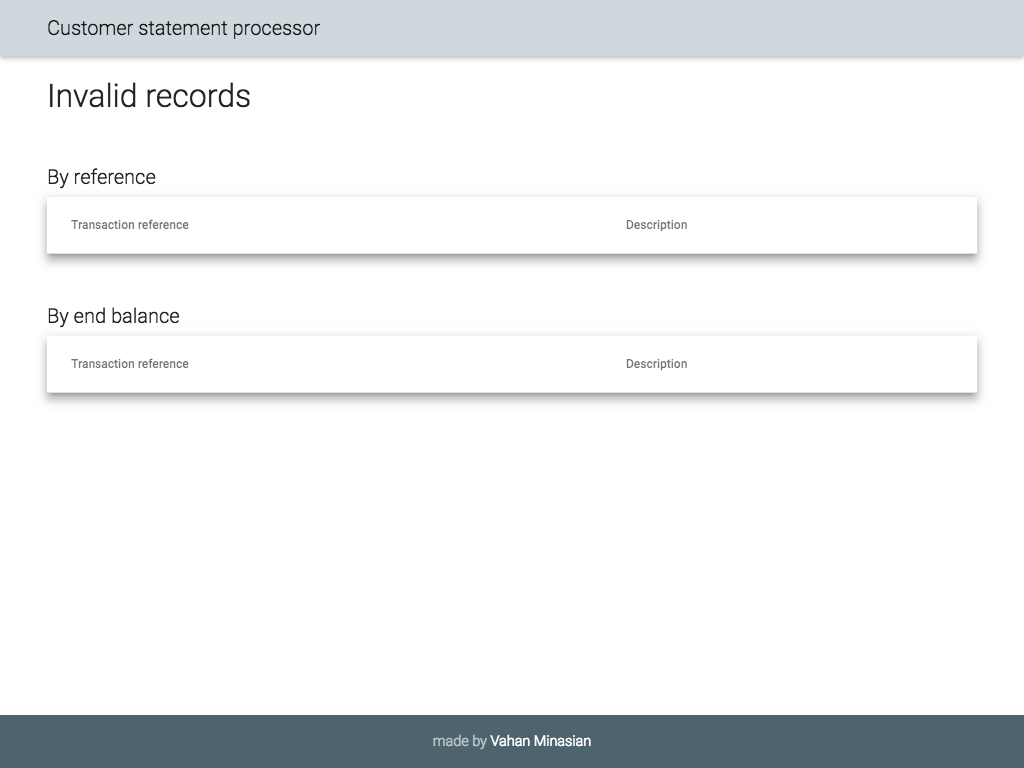 Customer statement processor
Invalid records
By reference
Transaction reference Description
By end balance
Transaction reference Description
made by Vahan Minasian